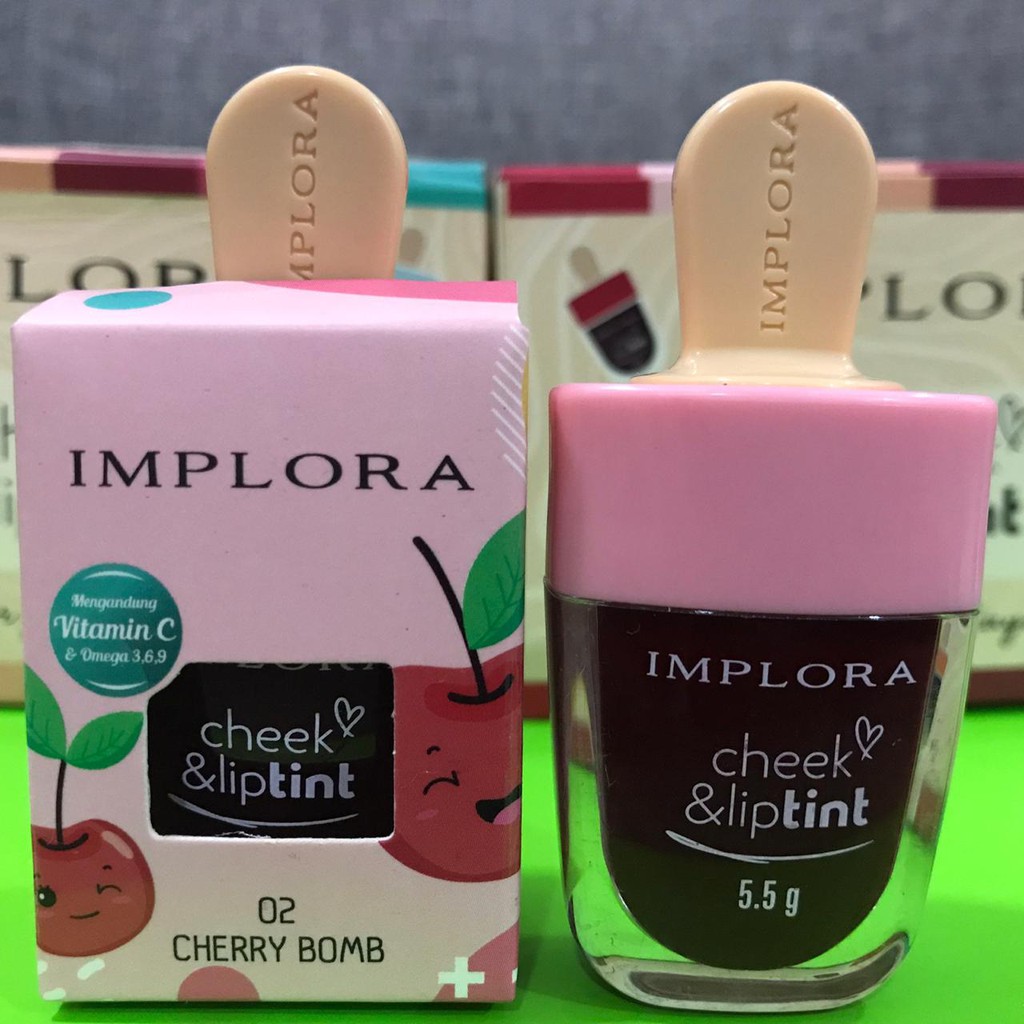 IMPLORA
IMPLORA
Mengandung
Vitamin C
& Omega 3,6,9
cheek
&liptint
02
CHERRY BOMB
IMPLORA
IMPLORA
cheek
&liptint
5.5 g